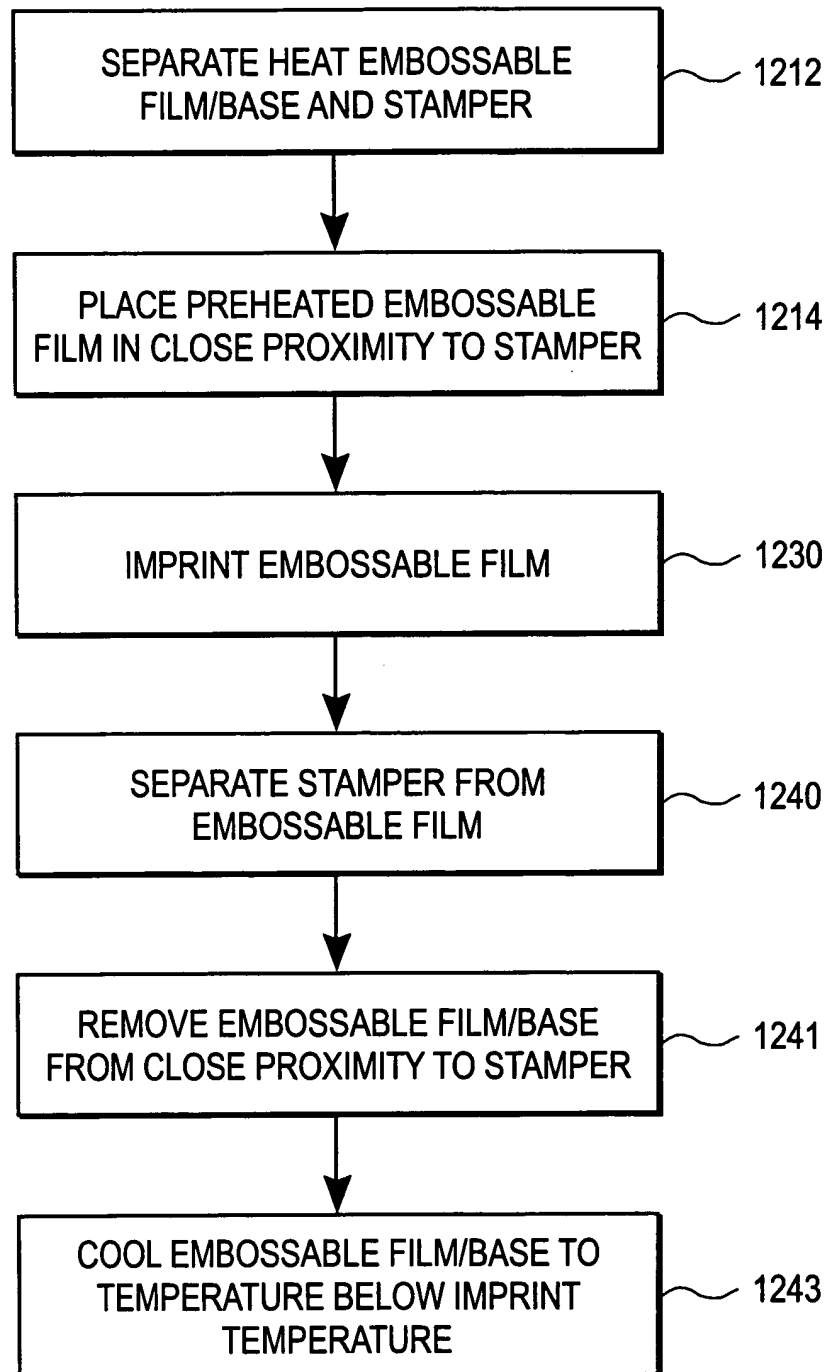 SEPARATE HEAT EMBOSSABLE
FILM/BASE AND STAMPER
1212
PLACE PREHEATED EMBOSSABLE
FILM IN CLOSE PROXIMITY TO STAMPER
1214
IMPRINT EMBOSSABLE FILM
1230
SEPARATE STAMPER FROM
EMBOSSABLE FILM
1240
REMOVE EMBOSSABLE FILM/BASE
FROM CLOSE PROXIMITY TO STAMPER
1241
COOL EMBOSSABLE FILM/BASE TO
TEMPERATURE BELOW IMPRINT
TEMPERATURE
1243